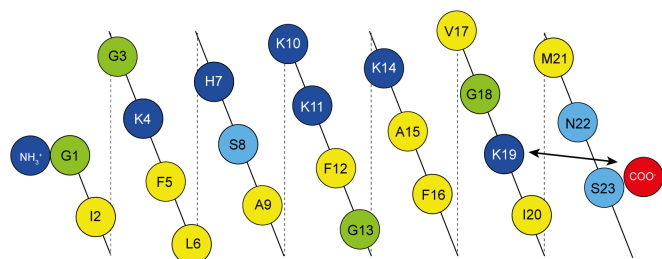 NH₃⁺ G1 I2
G3 K4 F5 L6
H7 S8 A9
K10 K11 F12 G13
K14 A15 F16
V17 G18 K19 I20
M21 N22 S23 COO⁻